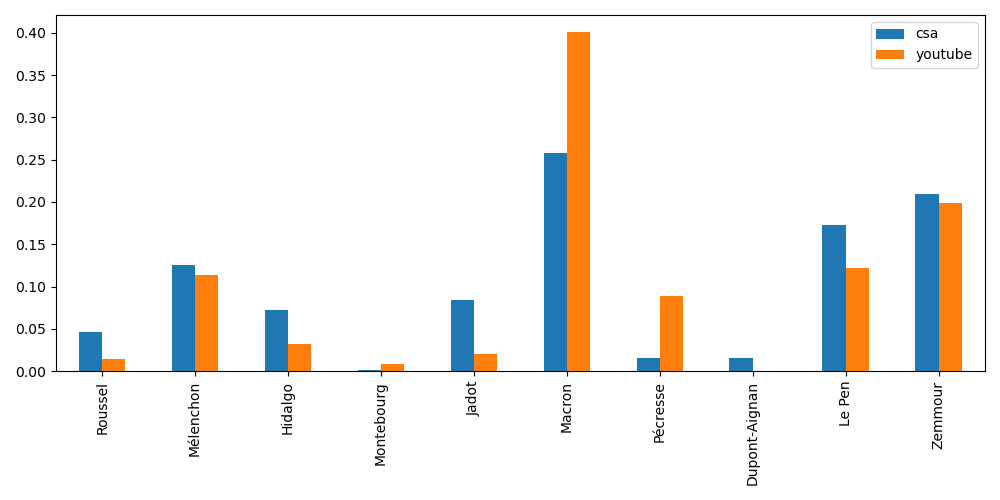 csa
youtube
0.40
0.35
0.30
0.25
0.20
0.15
0.10
0.05
0.00
Roussel
Mélenchon
Hidalgo
Montebourg
Jadot
Macron
Pécresse
Dupont-Aignan
Le Pen
Zemmour